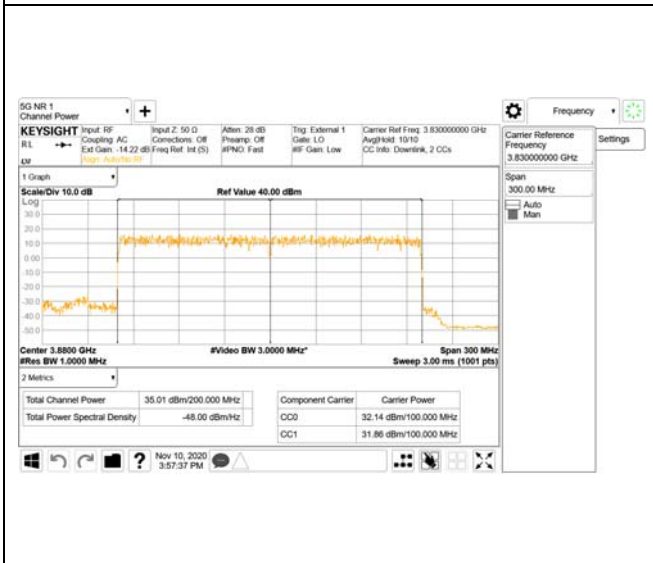 5G NR 1
Channel Power
+
Frequency
KEYSIGHT
RL
Input: RF
Coupling: AC
Ext Gain: -14.22 dB
Align: Auto/No RF
Input Z: 50 Ω
Corrections: Off
Freq Ref: Int (S)
Atten: 28 dB
Preamp: Off
#PNO: Fast
Trig: External 1
Gate: LO
#IF Gain: Low
Carrier Ref Freq: 3.830000000 GHz
Avg|Hold: 10/10
CC Info: Downlink, 2 CCs
Carrier Reference
Frequency
3.830000000 GHz
Settings
Span
300.00 MHz
Auto
Man
1 Graph
Scale/Div 10.0 dB
Ref Value 40.00 dBm
Log
30.0
20.0
10.0
0.00
-10.0
-20.0
-30.0
-40.0
-50.0
Center 3.8800 GHz
#Video BW 3.0000 MHz*
Span 300 MHz
#Res BW 1.0000 MHz
Sweep 3.00 ms (1001 pts)
2 Metrics
Total Channel Power 35.01 dBm/200.000 MHz
Total Power Spectral Density -48.00 dBm/Hz
Component Carrier Carrier Power
CC0 32.14 dBm/100.000 MHz
CC1 31.86 dBm/100.000 MHz
?
Nov 10, 2020
3:57:37 PM